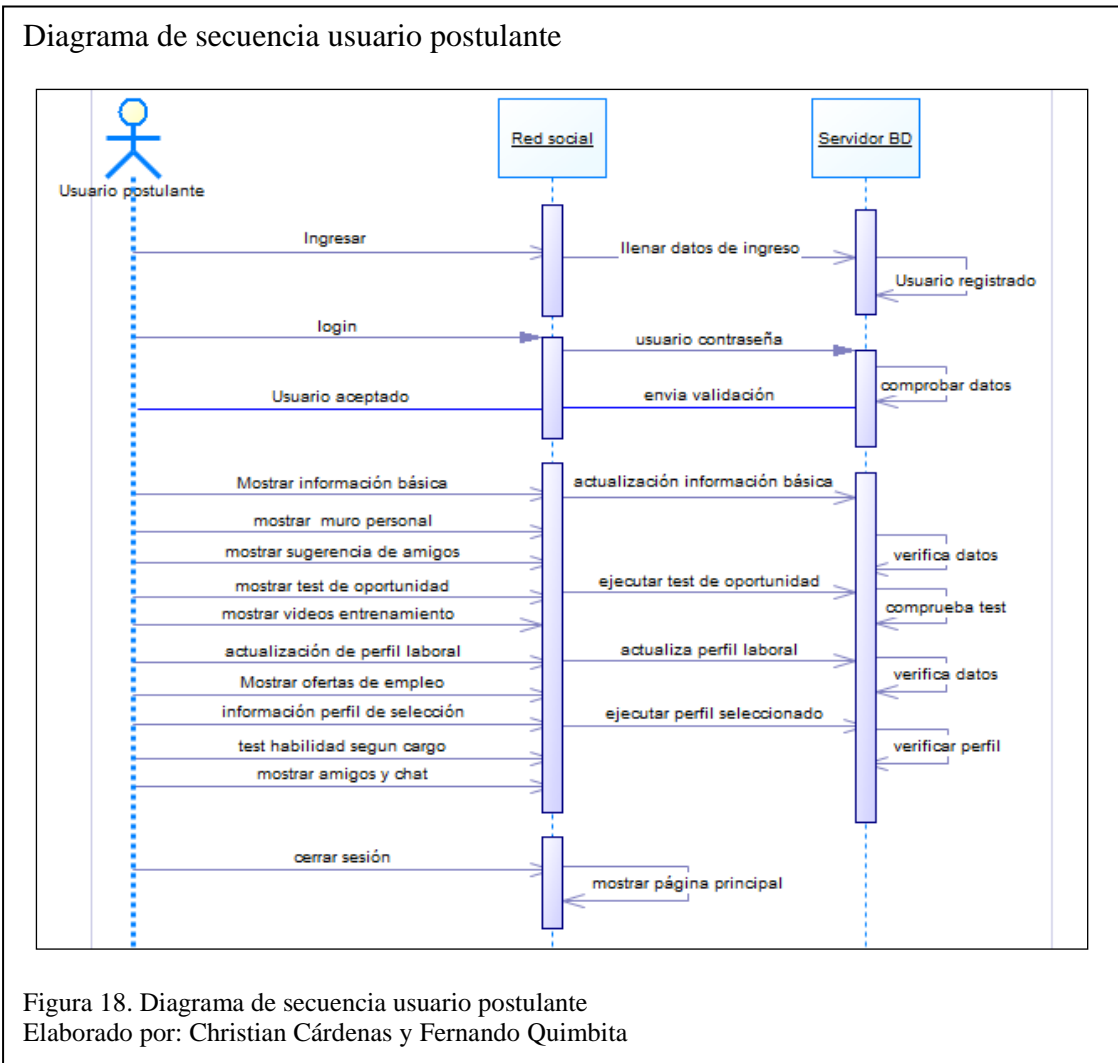 Diagrama de secuencia usuario postulante
Red social
Servidor BD
Usuario postulante
Ingresar
llenar datos de ingreso
Usuario registrado
login
usuario contraseña
comprobar datos
Usuario aceptado
envia validación
Mostrar información básica
actualización información básica
mostrar muro personal
verifica datos
mostrar sugerencia de amigos
mostrar test de oportunidad
ejecutar test de oportunidad
comprueba test
mostrar videos entrenamiento
actualización de perfil laboral
actualiza perfil laboral
verifica datos
Mostrar ofertas de empleo
información perfil de selección
ejecutar perfil seleccionado
test habilidad segun cargo
verificar perfil
mostrar amigos y chat
cerrar sesión
mostrar página principal
Figura 18. Diagrama de secuencia usuario postulante
Elaborado por: Christian Cárdenas y Fernando Quimbita